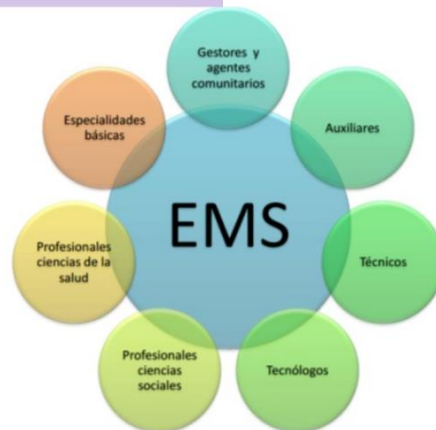 Gestores y
agentes
comunitarios
Especialidades
básicas
Auxiliares
EMS
Profesionales
ciencias de la
salud
Técnicos
Profesionales
ciencias
sociales
Tecnólogos